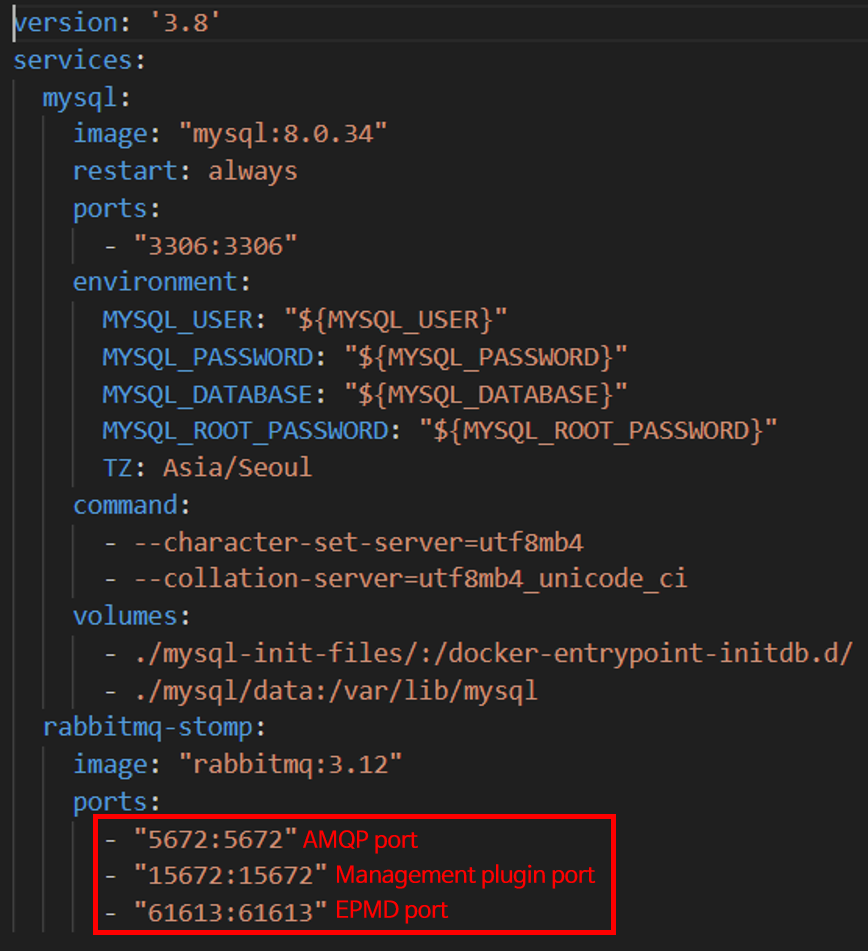 version: '3.8'
services:
  mysql:
    image: "mysql:8.0.34"
    restart: always
    ports:
      - "3306:3306"
    environment:
      MYSQL_USER: "${MYSQL_USER}"
      MYSQL_PASSWORD: "${MYSQL_PASSWORD}"
      MYSQL_DATABASE: "${MYSQL_DATABASE}"
      MYSQL_ROOT_PASSWORD: "${MYSQL_ROOT_PASSWORD}"
      TZ: Asia/Seoul
    command:
      - --character-set-server=utf8mb4
      - --collation-server=utf8mb4_unicode_ci
    volumes:
      - ./mysql-init-files/:/docker-entrypoint-initdb.d/
      - ./mysql/data:/var/lib/mysql
  rabbitmq-stomp:
    image: "rabbitmq:3.12"
    ports:
      - "5672:5672" AMQP port
      - "15672:15672" Management plugin port
      - "61613:61613" EPMD port